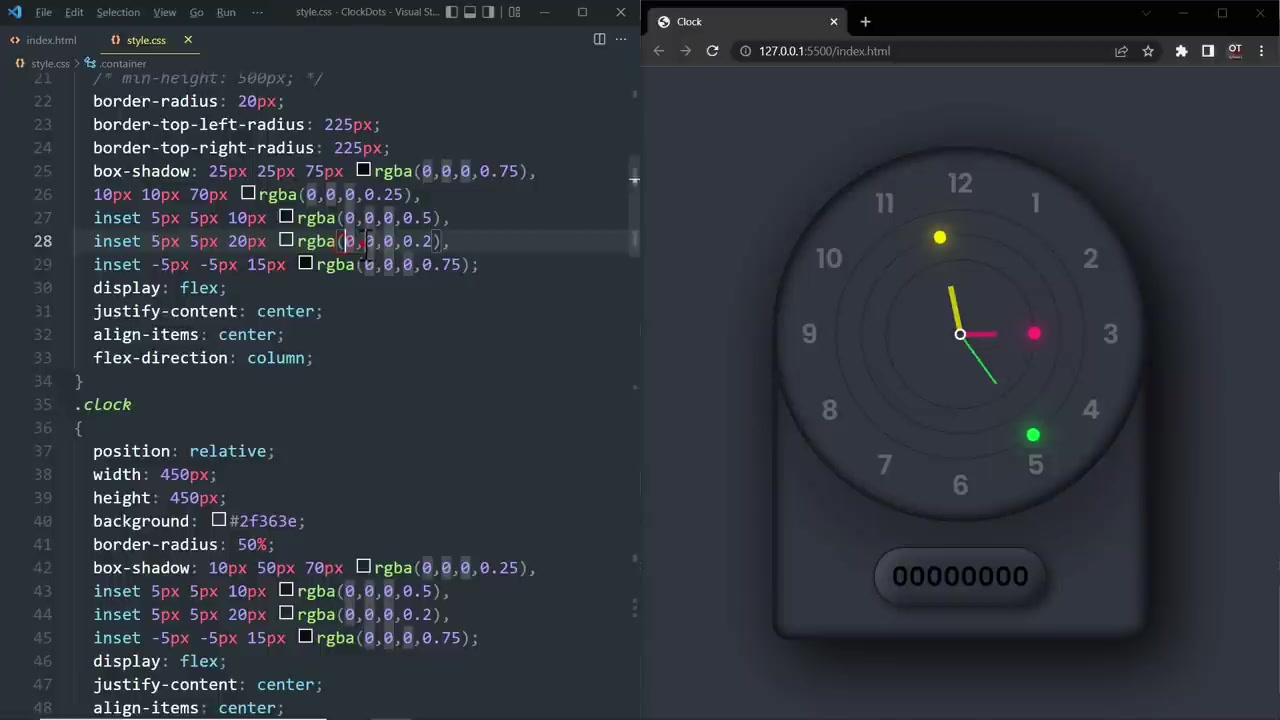 File Edit Selection View Go Run ··· style.css - ClockDots - Visual St...
index.html style.css
style.css > .container
21 /* min-height: 500px; */
22 border-radius: 20px;
23 border-top-left-radius: 225px;
24 border-top-right-radius: 225px;
25 box-shadow: 25px 25px 75px rgba(0,0,0,0.75),
26 10px 10px 70px rgba(0,0,0,0.25),
27 inset 5px 5px 10px rgba(0,0,0,0.5),
28 inset 5px 5px 20px rgba(0,0,0,0.2),
29 inset -5px -5px 15px rgba(0,0,0,0.75);
30 display: flex;
31 justify-content: center;
32 align-items: center;
33 flex-direction: column;
34 }
35 .clock
36 {
37 position: relative;
38 width: 450px;
39 height: 450px;
40 background: #2f363e;
41 border-radius: 50%;
42 box-shadow: 10px 50px 70px rgba(0,0,0,0.25),
43 inset 5px 5px 10px rgba(0,0,0,0.5),
44 inset 5px 5px 20px rgba(0,0,0,0.2),
45 inset -5px -5px 15px rgba(0,0,0,0.75);
46 display: flex;
47 justify-content: center;
48 align-items: center;
Clock
127.0.0.1:5500/index.html
OT
12
11 1
10 2
9 3
8 4
7 5
6
00000000